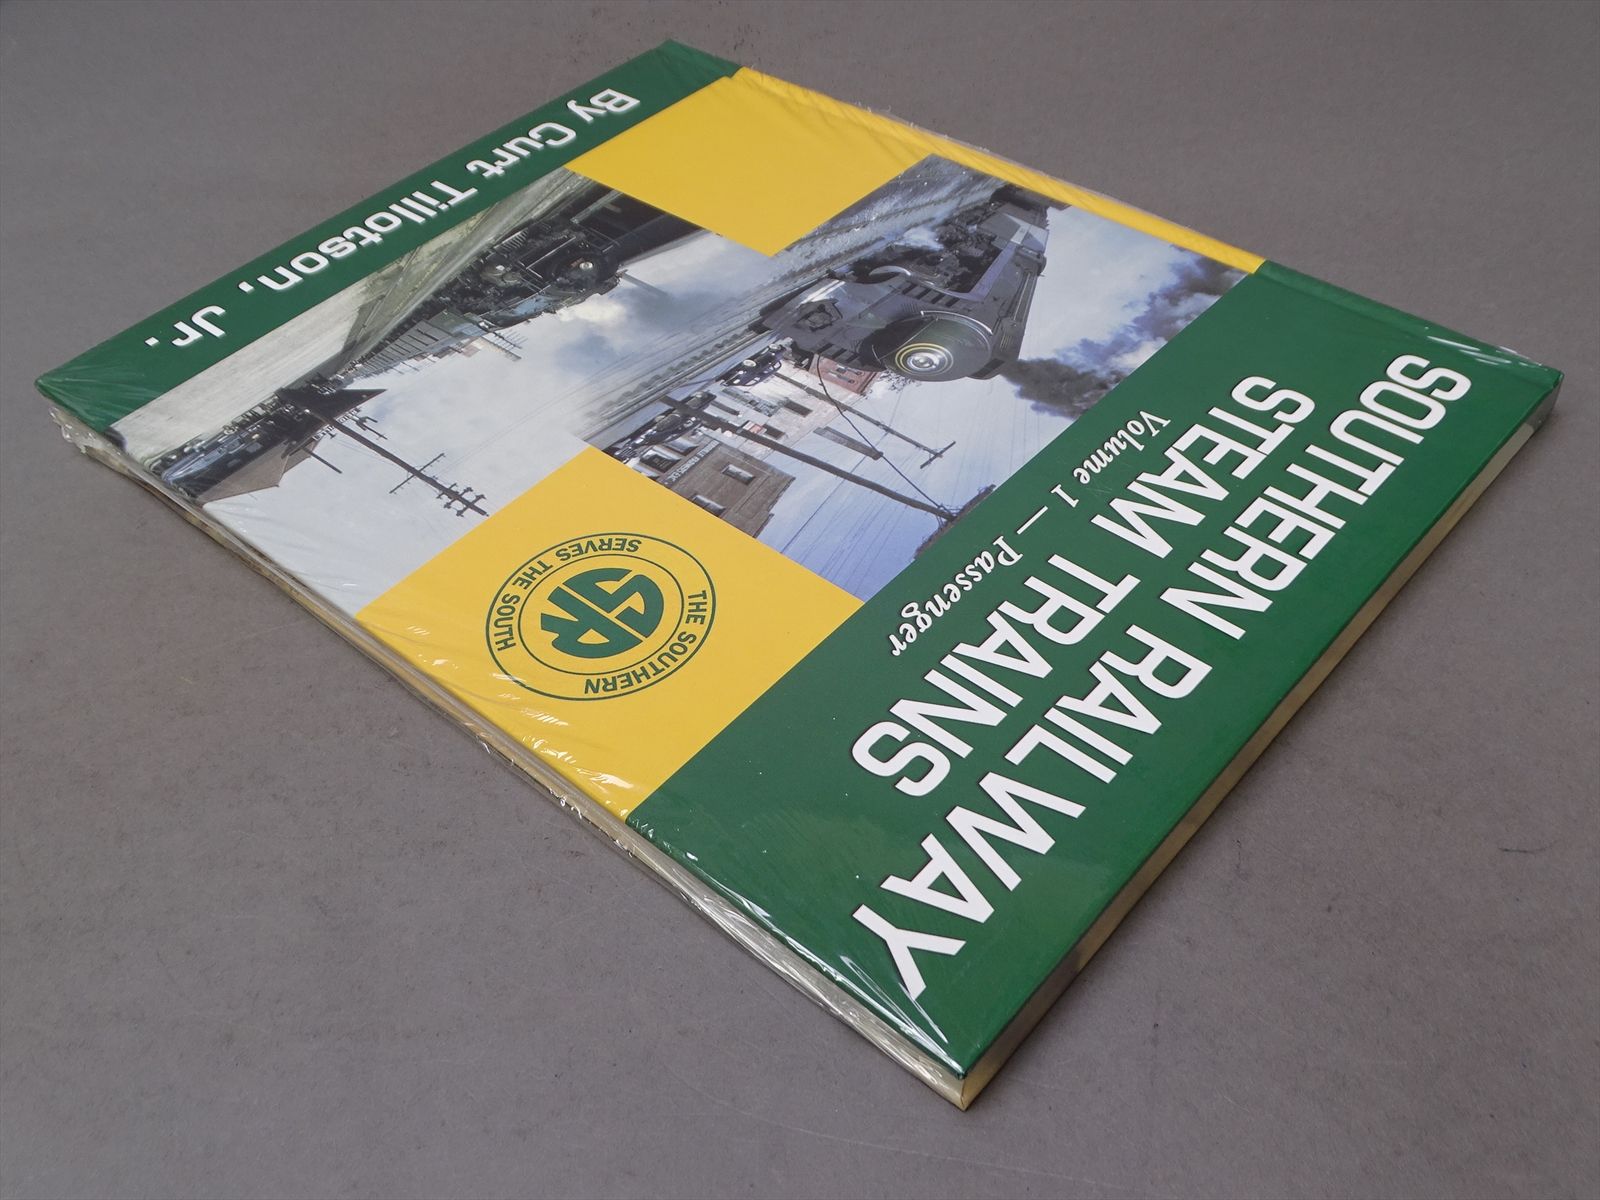 SOUTHERN RAILWAY
STEAM TRAINS
Volume 1 — Passenger
THE SOUTHERN
SR
SERVES THE SOUTH
By Curt Tillotson, Jr.